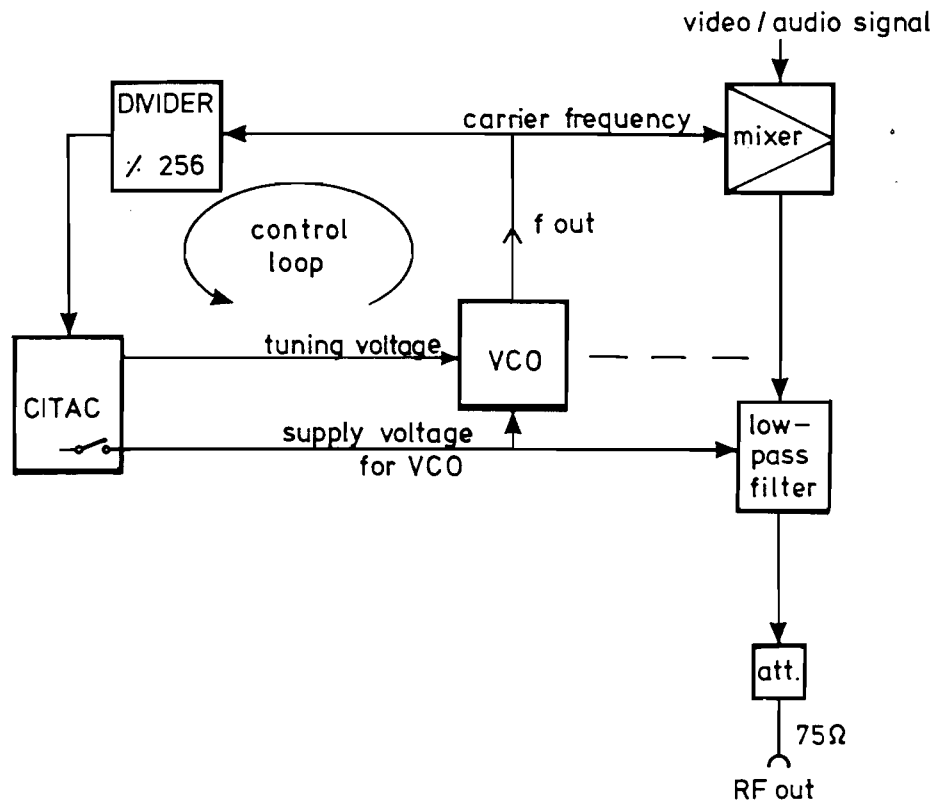 video / audio signal
DIVIDER
⁒ 256
carrier frequency
mixer
control
loop
f out
tuning voltage
VCO
CITAC
supply voltage
for VCO
low-
pass
filter
att.
75Ω
RF out